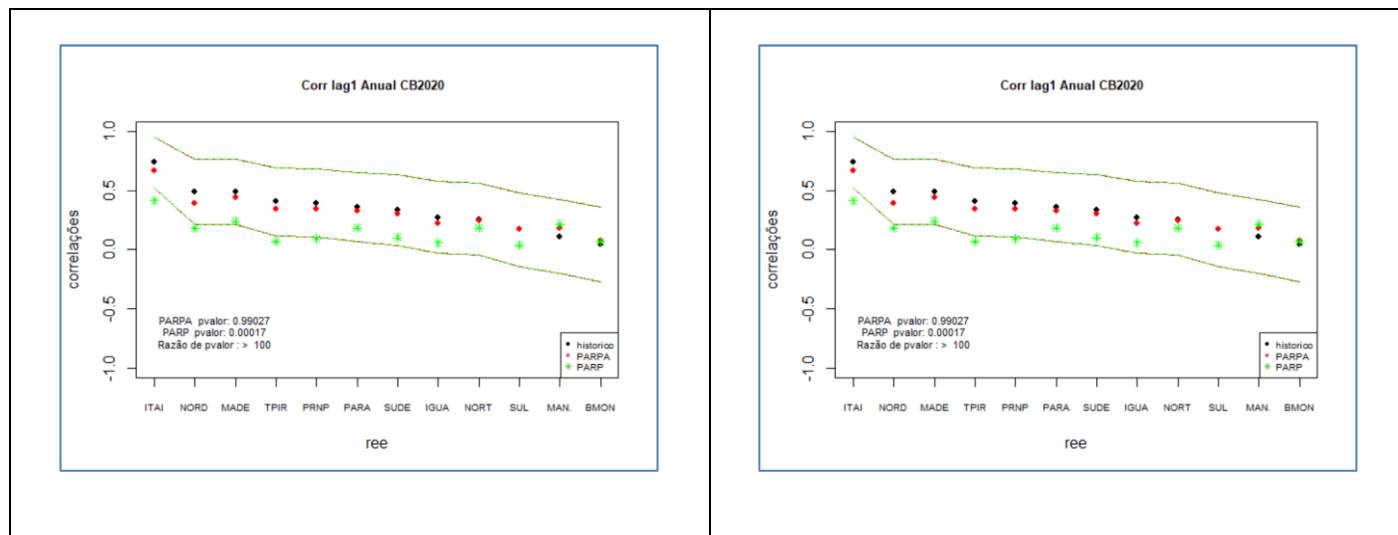 Corr lag1 Anual CB2020
correlações
1.0
0.5
0.0
-0.5
-1.0
PARPA pvalor: 0.99027
PARP pvalor: 0.00017
Razão de pvalor : > 100
historico
PARPA
PARP
ITAI NORD MADE TPIR PRNP PARA SUDE IGUA NORT SUL MAN. BMON
ree
Corr lag1 Anual CB2020
correlações
1.0
0.5
0.0
-0.5
-1.0
PARPA pvalor: 0.99027
PARP pvalor: 0.00017
Razão de pvalor : > 100
historico
PARPA
PARP
ITAI NORD MADE TPIR PRNP PARA SUDE IGUA NORT SUL MAN. BMON
ree